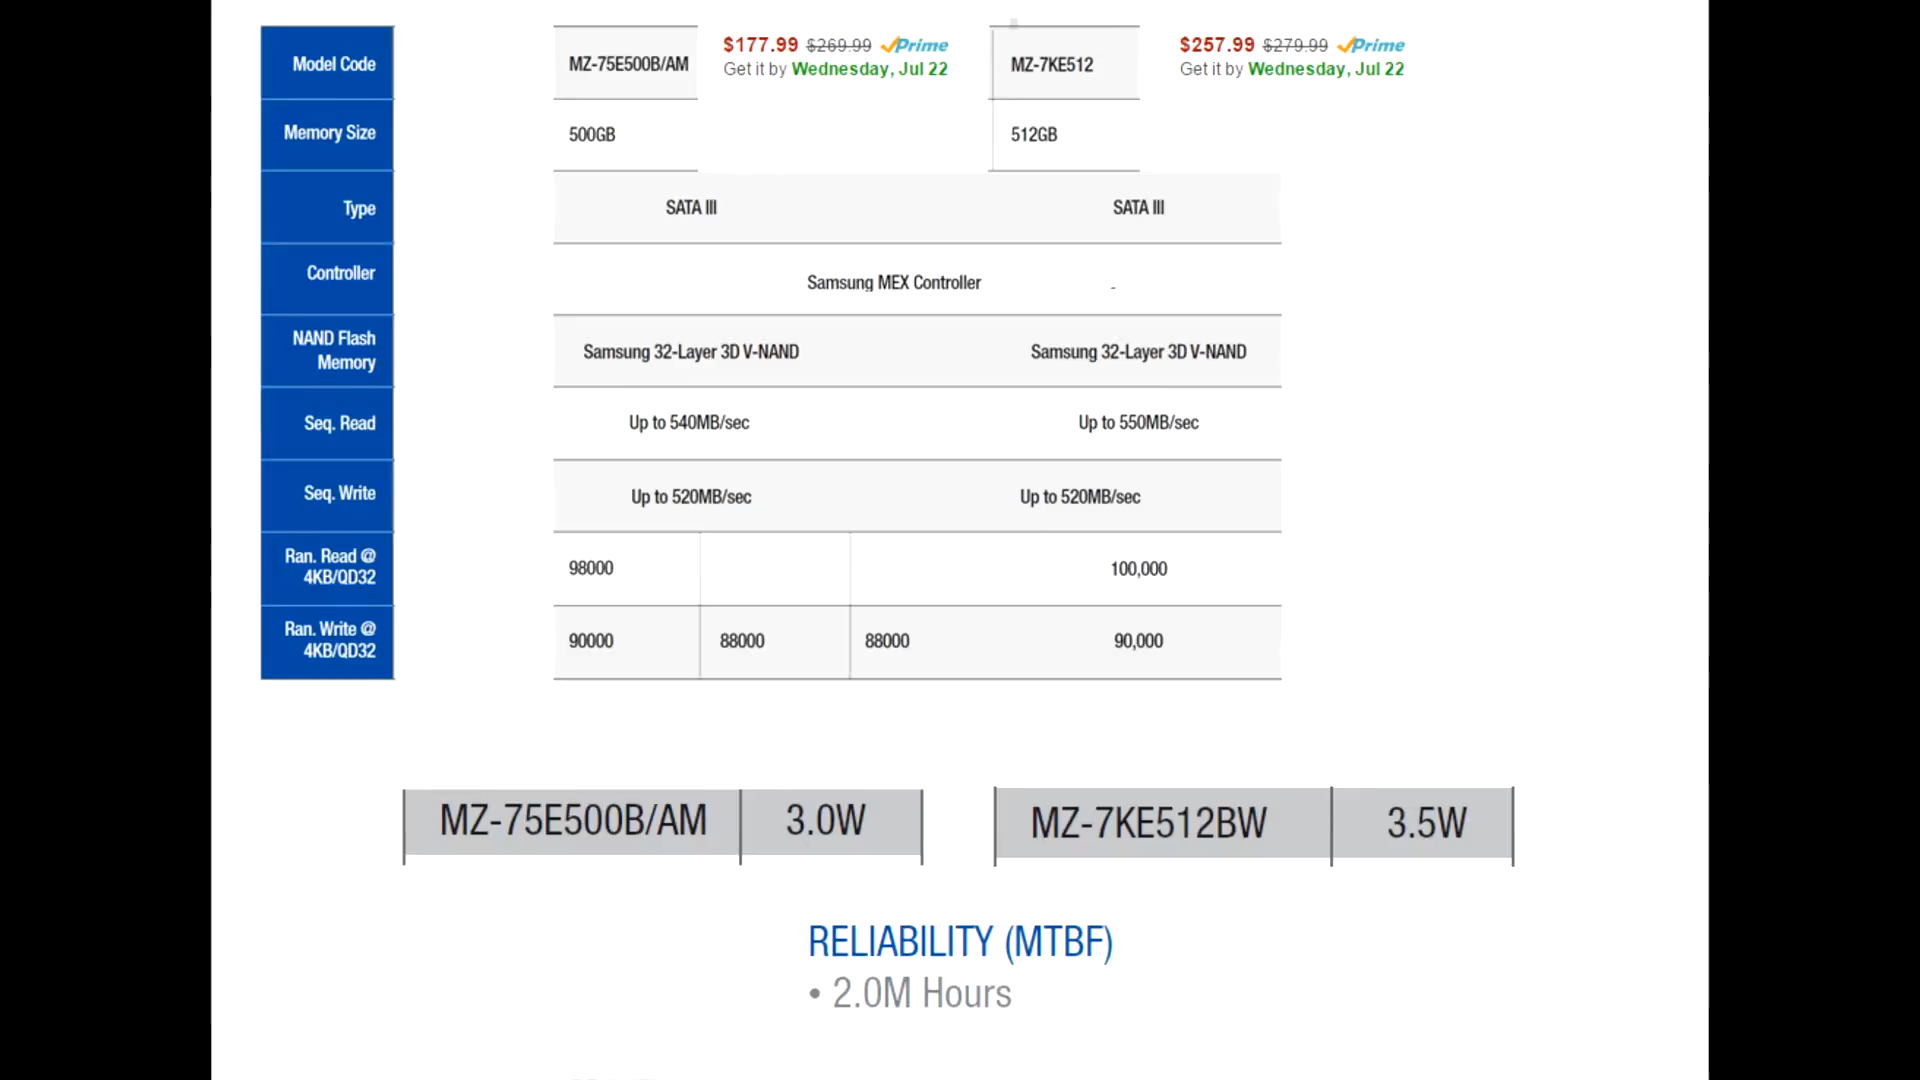 Model Code MZ-75E500B/AM $177.99 $269.99 Prime MZ-7KE512 $257.99 $279.99 Prime
Get it by Wednesday, Jul 22 Get it by Wednesday, Jul 22
Memory Size 500GB 512GB
Type SATA III SATA III
Controller Samsung MEX Controller -
NAND Flash
Memory Samsung 32-Layer 3D V-NAND Samsung 32-Layer 3D V-NAND
Seq. Read Up to 540MB/sec Up to 550MB/sec
Seq. Write Up to 520MB/sec Up to 520MB/sec
Ran. Read @
4KB/QD32 98000 100,000
Ran. Write @
4KB/QD32 90000 88000 88000 90,000
MZ-75E500B/AM 3.0W MZ-7KE512BW 3.5W
RELIABILITY (MTBF)
• 2.0M Hours